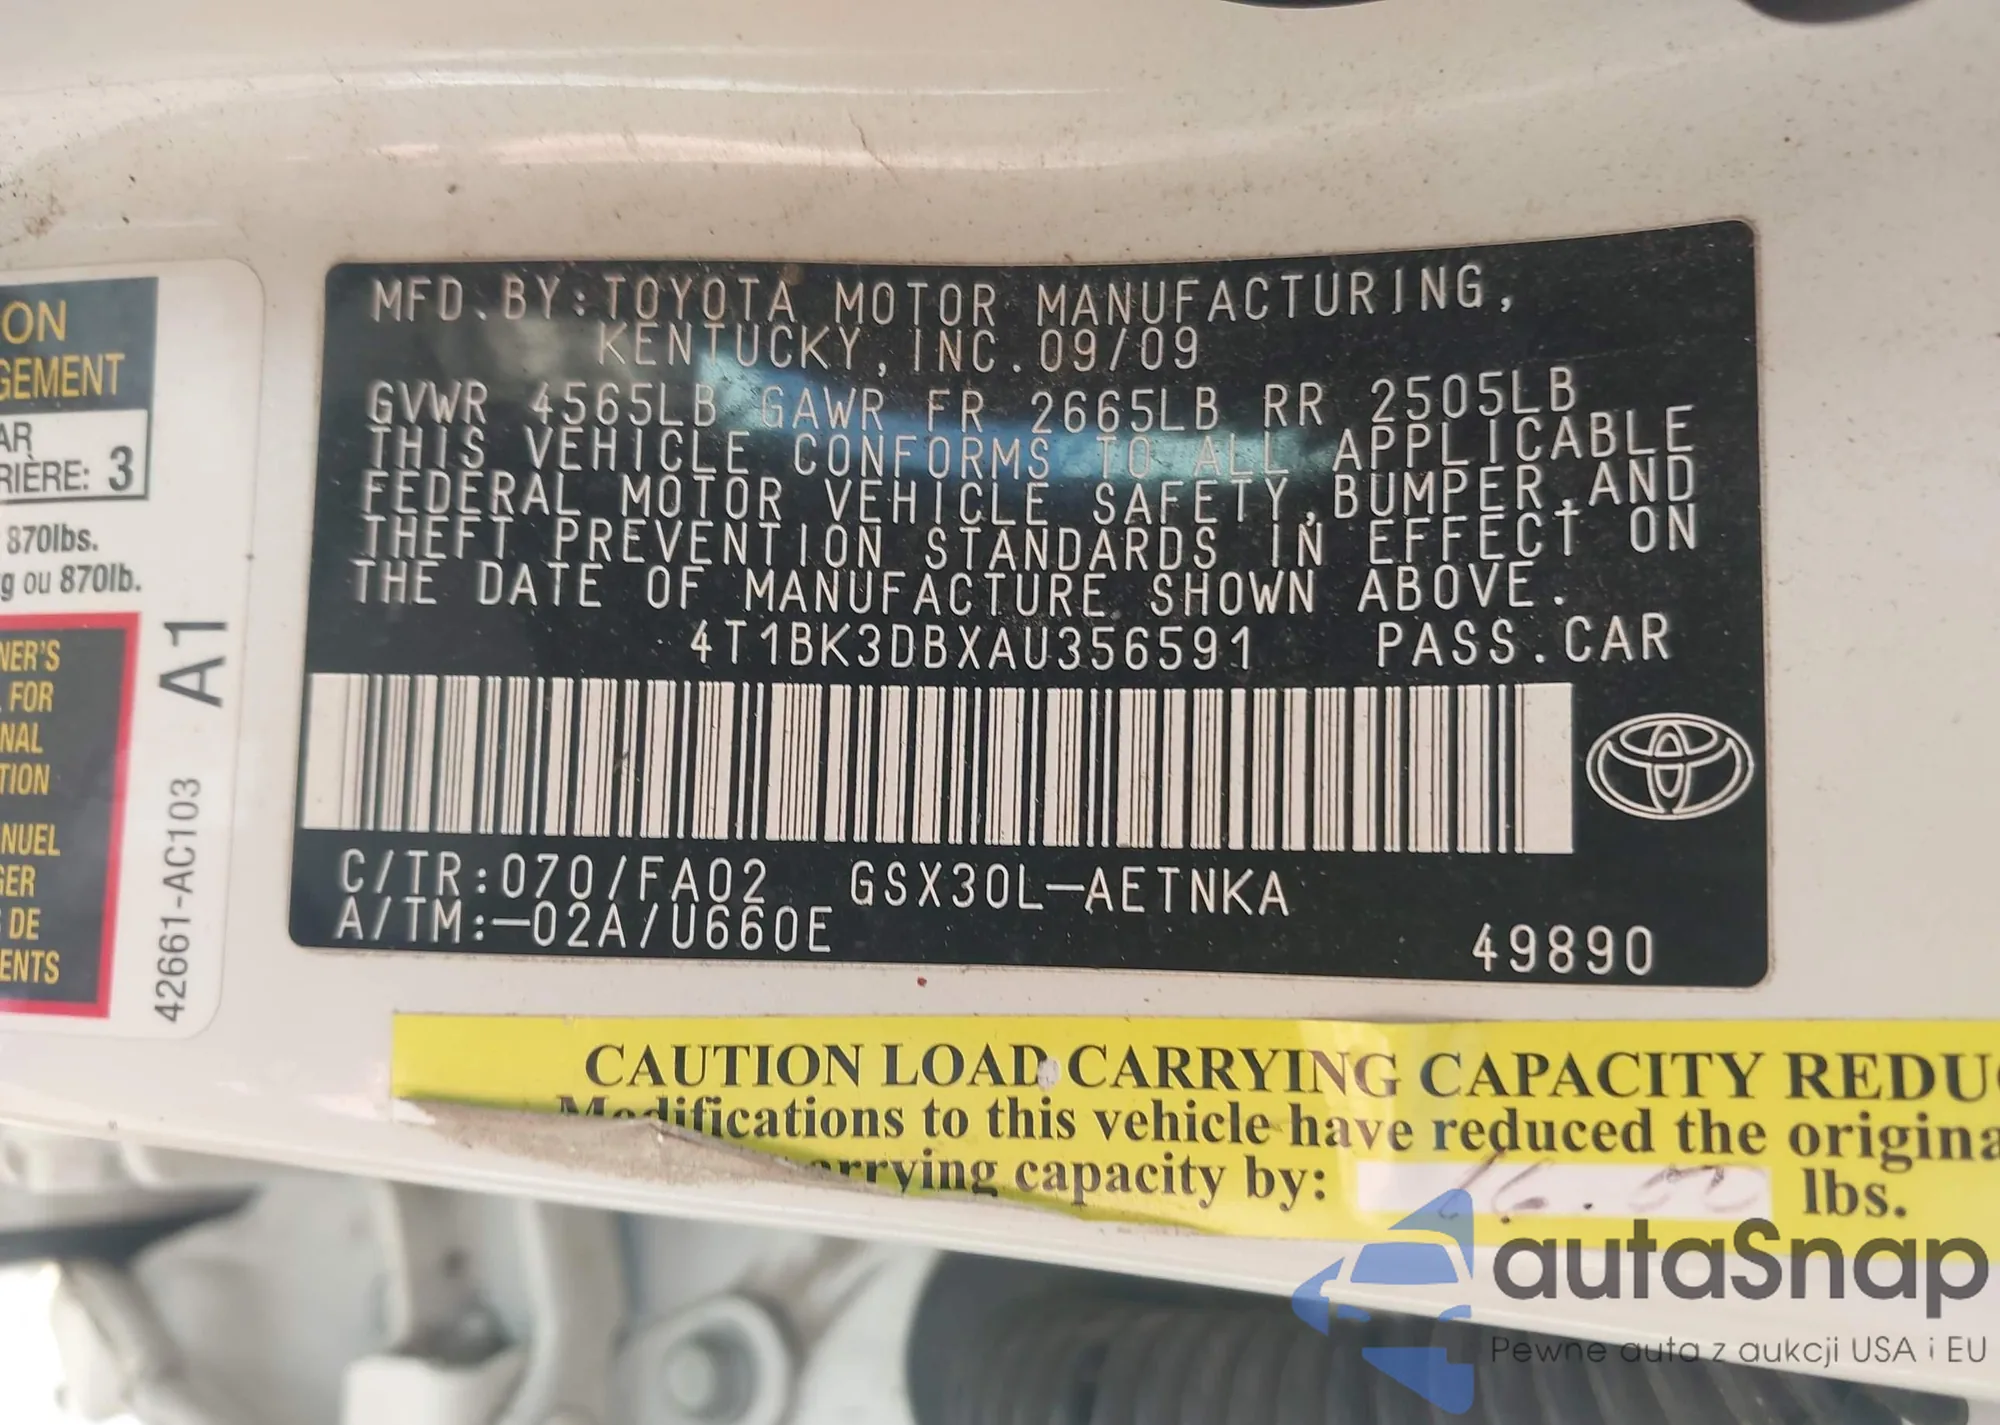 ON
GEMENT
AR
RIÈRE: 3
870lbs.
g ou 870lb.
NER'S
FOR
NAL
TION
NUEL
GER
DE
ENTS
42661-AC103 A1
MFD.BY:TOYOTA MOTOR MANUFACTURING,
KENTUCKY,INC.09/09
GVWR 4565LB GAWR FR 2665LB RR 2505LB
THIS VEHICLE CONFORMS TO ALL APPLICABLE
FEDERAL MOTOR VEHICLE SAFETY,BUMPER,AND
THEFT PREVENTION STANDARDS IN EFFECT ON
THE DATE OF MANUFACTURE SHOWN ABOVE.
4T1BK3DBXAU356591 PASS.CAR
C/TR:070/FA02 GSX30L-AETNKA
A/TM:-02A/U660E
49890
CAUTION LOAD CARRYING CAPACITY REDU
Modifications to this vehicle have reduced the origina
arrying capacity by: 16.00 lbs.
autaSnap
Pewne auta z aukcji USA i EU